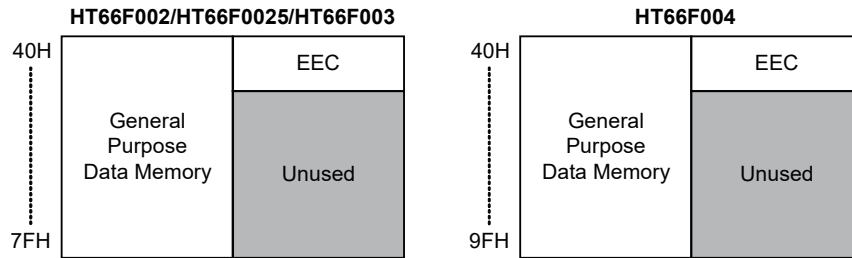 HT66F002/HT66F0025/HT66F003
40H
EEC
General
Purpose
Data Memory
Unused
7FH
HT66F004
40H
EEC
General
Purpose
Data Memory
Unused
9FH